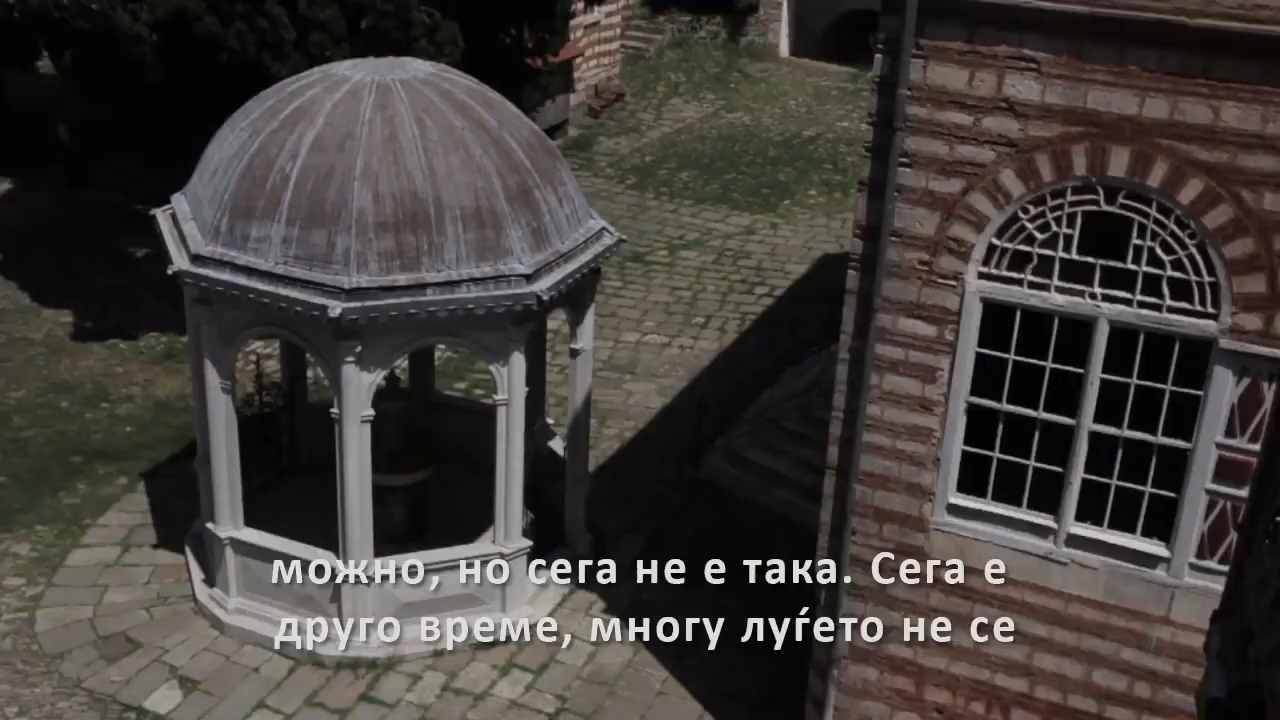 можно, но сега не е така. Сега е
друго време, многу луѓето не се